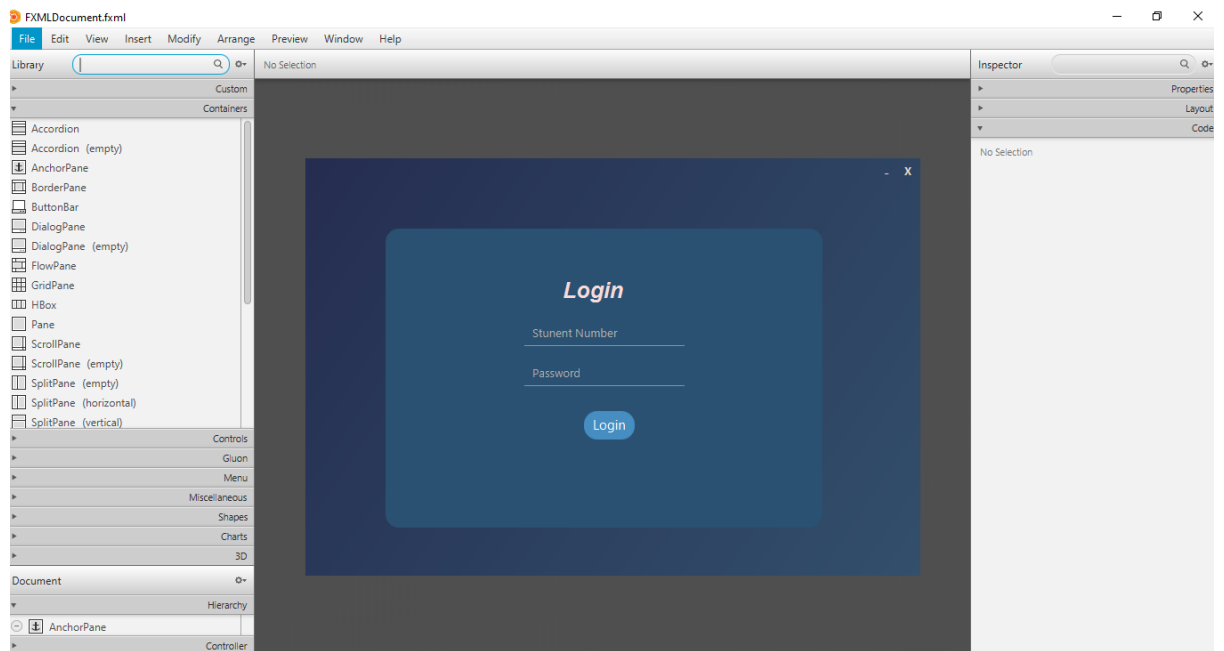 FXMLDocument.fxml
File Edit View Insert Modify Arrange Preview Window Help
Library
No Selection
Inspector
Custom
Containers
Accordion
Accordion (empty)
AnchorPane
BorderPane
ButtonBar
DialogPane
DialogPane (empty)
FlowPane
GridPane
HBox
Pane
ScrollPane
ScrollPane (empty)
SplitPane (empty)
SplitPane (horizontal)
SplitPane (vertical)
Controls
Gluon
Menu
Miscellaneous
Shapes
Charts
3D
Document
Hierarchy
AnchorPane
Controller
- X
Login
Stunent Number
Password
Login
Properties
Layout
Code
No Selection